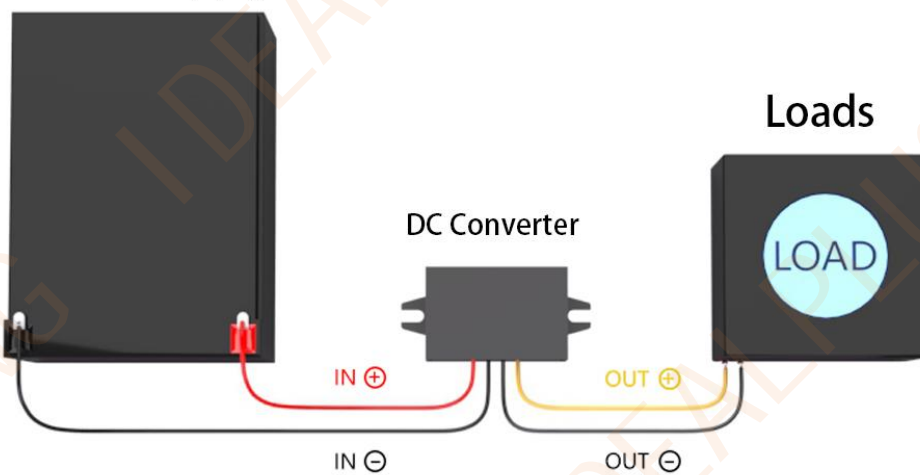 Loads
DC Converter
LOAD
IN ⊕
OUT ⊕
IN ⊖
OUT ⊖